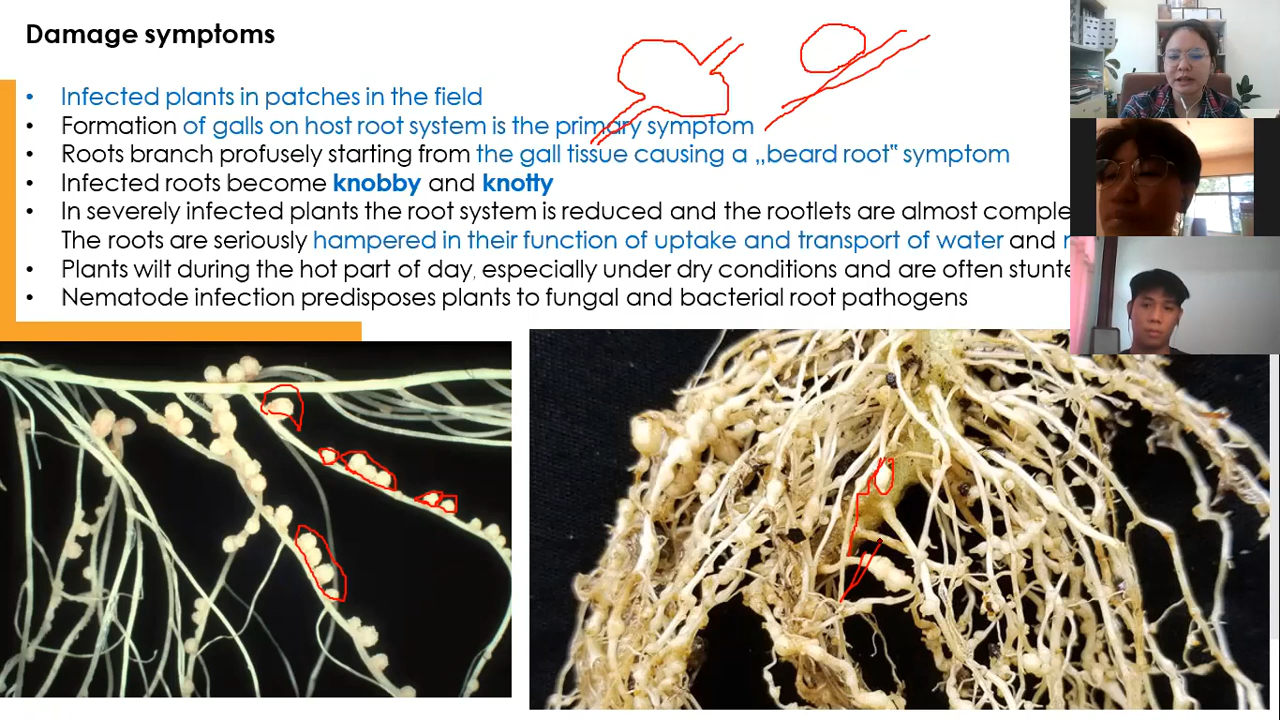 Damage symptoms
• Infected plants in patches in the field
• Formation of galls on host root system is the primary symptom
• Roots branch profusely starting from the gall tissue causing a „beard root‟ symptom
• Infected roots become knobby and knotty
• In severely infected plants the root system is reduced and the rootlets are almost comple
The roots are seriously hampered in their function of uptake and transport of water and
• Plants wilt during the hot part of day, especially under dry conditions and are often stunte
• Nematode infection predisposes plants to fungal and bacterial root pathogens